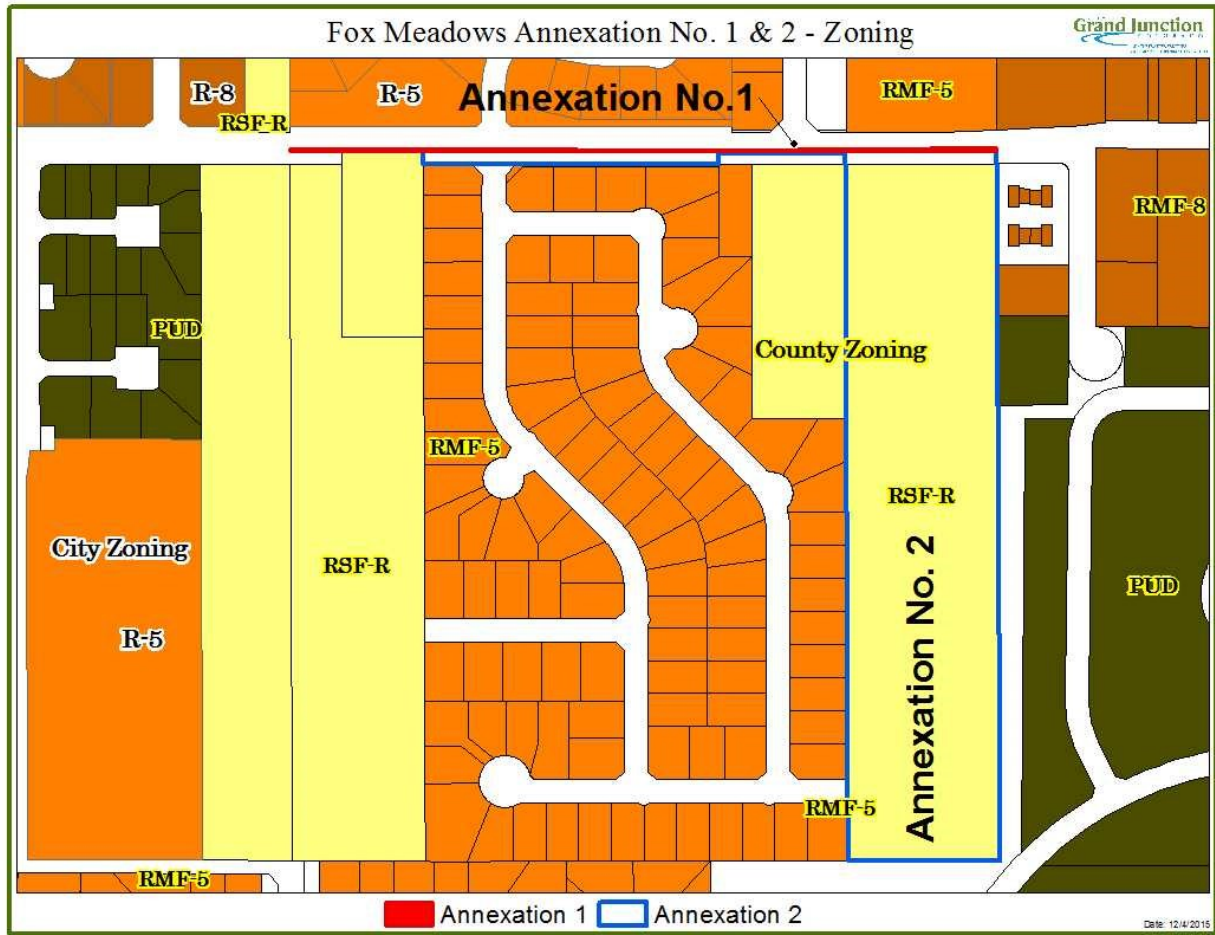 Fox Meadows Annexation No. 1 & 2 - Zoning
Grand Junction
COLORADO
R-8
R-5
Annexation No.1
RMF-5
RSF-R
RMF-8
PUD
County Zoning
RMF-5
RSF-R
City Zoning
RSF-R
Annexation No. 2
PUD
R-5
RMF-5
RMF-5
Annexation 1
Annexation 2
Date: 12/4/2015